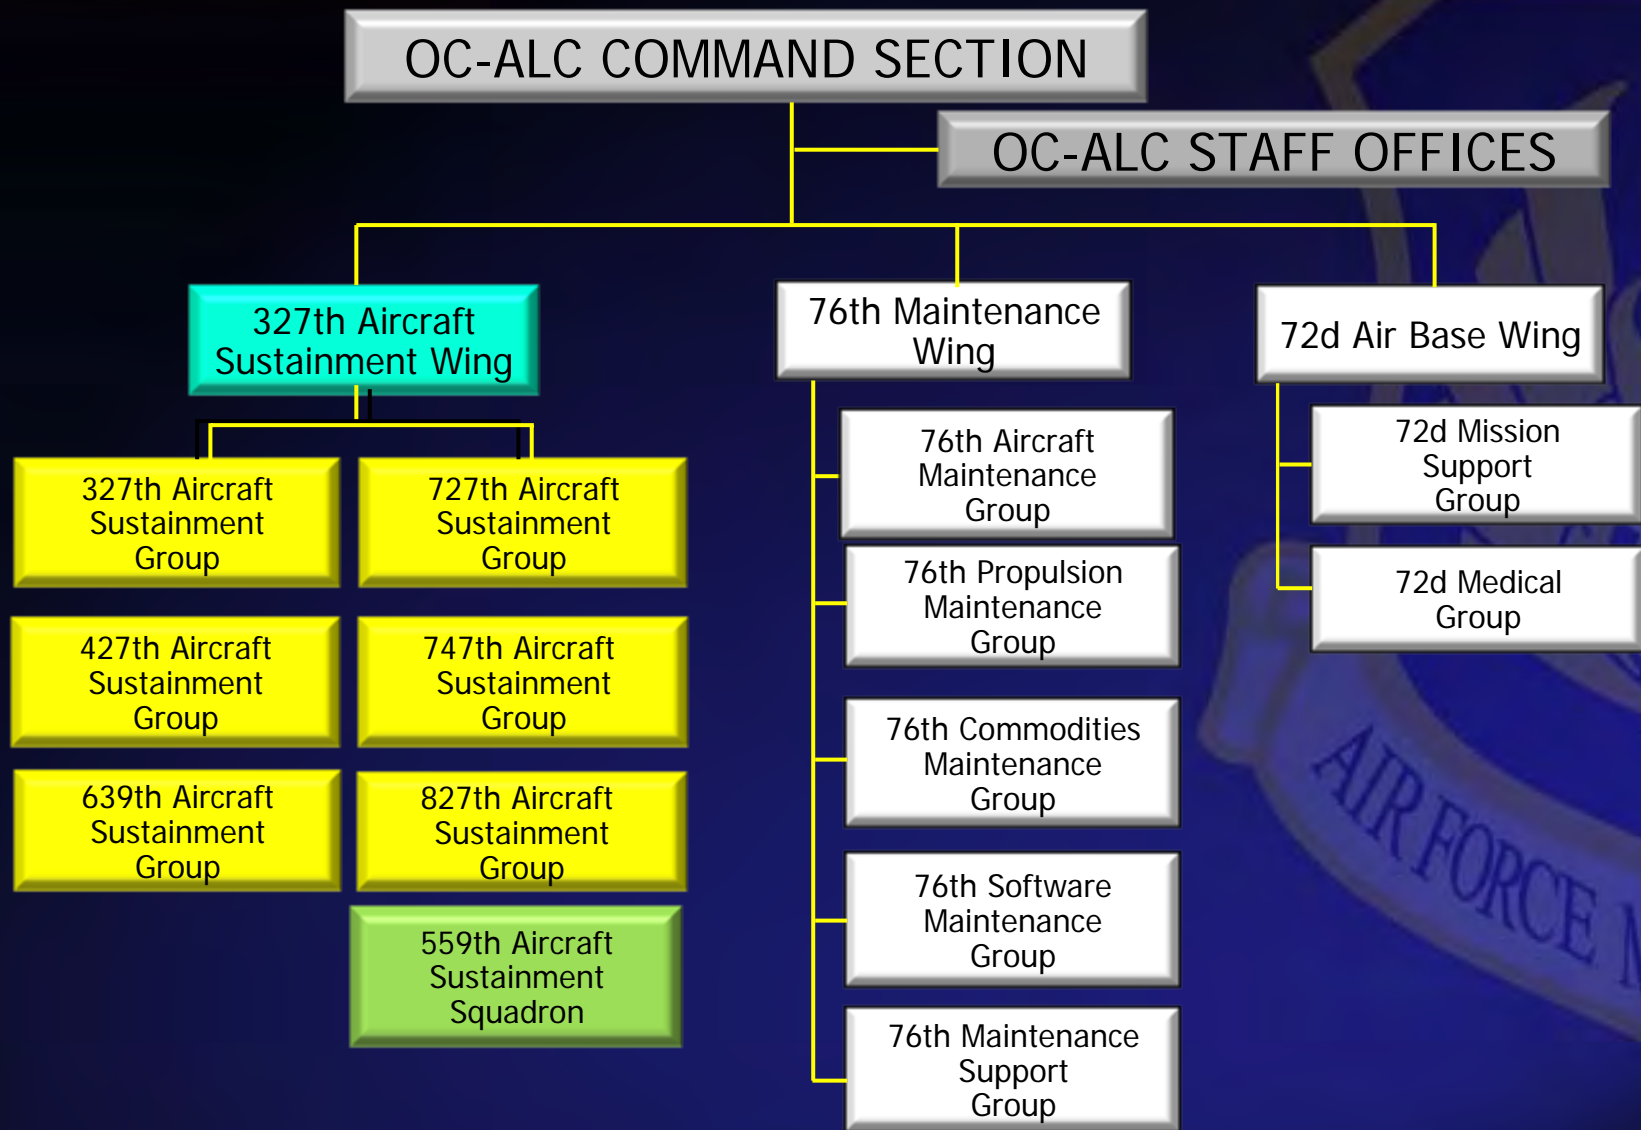 OC-ALC COMMAND SECTION
OC-ALC STAFF OFFICES
327th Aircraft
Sustainment Wing
327th Aircraft
Sustainment
Group
727th Aircraft
Sustainment
Group
427th Aircraft
Sustainment
Group
747th Aircraft
Sustainment
Group
639th Aircraft
Sustainment
Group
827th Aircraft
Sustainment
Group
559th Aircraft
Sustainment
Squadron
76th Maintenance
Wing
76th Aircraft
Maintenance
Group
76th Propulsion
Maintenance
Group
76th Commodities
Maintenance
Group
76th Software
Maintenance
Group
76th Maintenance
Support
Group
72d Air Base Wing
72d Mission
Support
Group
72d Medical
Group
AIR FORCE